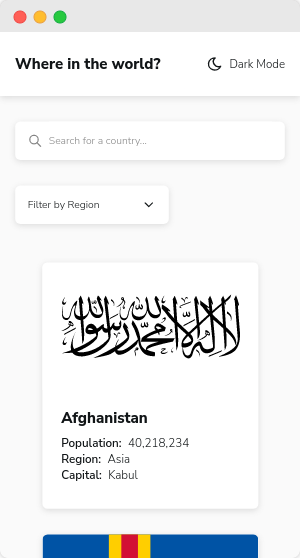 Where in the world?
Dark Mode
Search for a country...
Filter by Region
لا إله إلا الله محمد رسول الله
Afghanistan
Population: 40,218,234
Region: Asia
Capital: Kabul